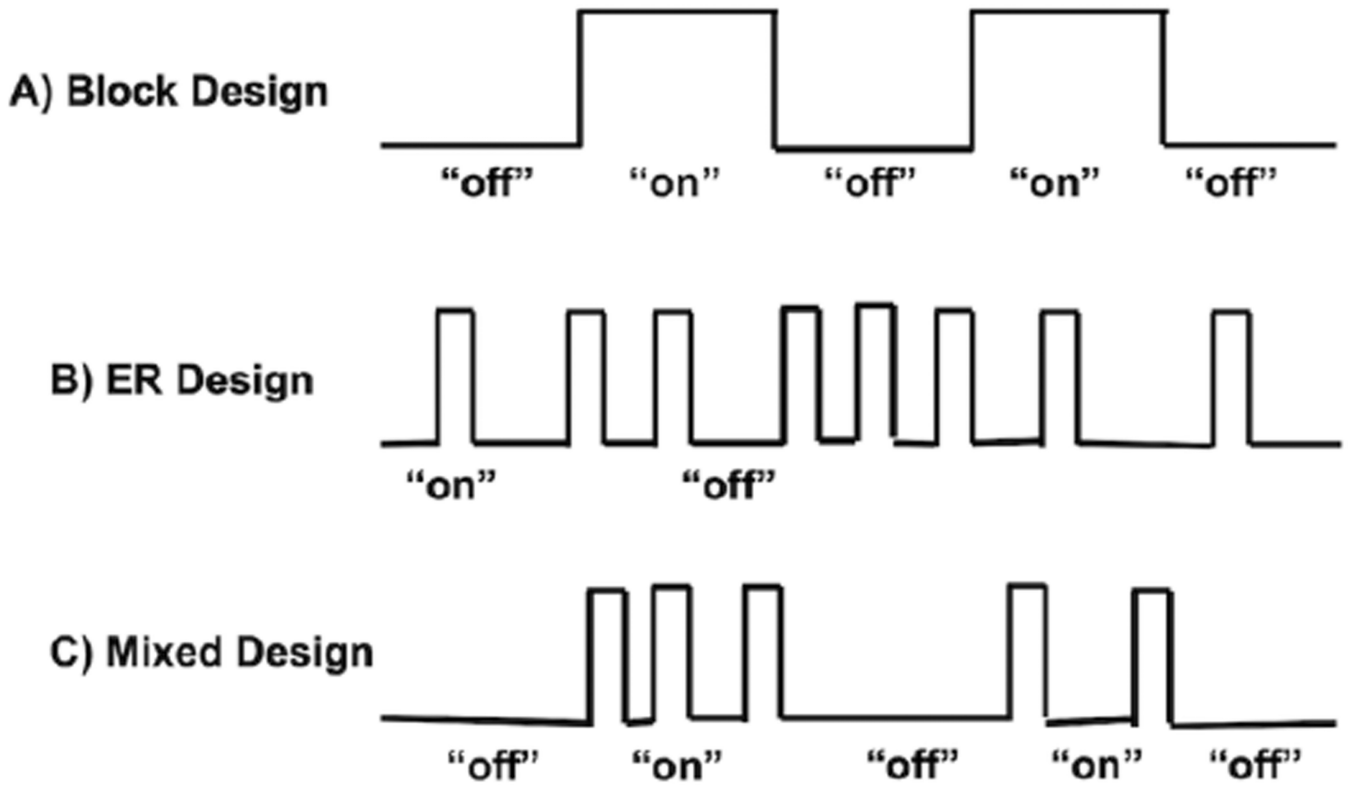 A) Block Design
“off” “on” “off” “on” “off”
B) ER Design
“on” “off”
C) Mixed Design
“off” “on” “off” “on” “off”